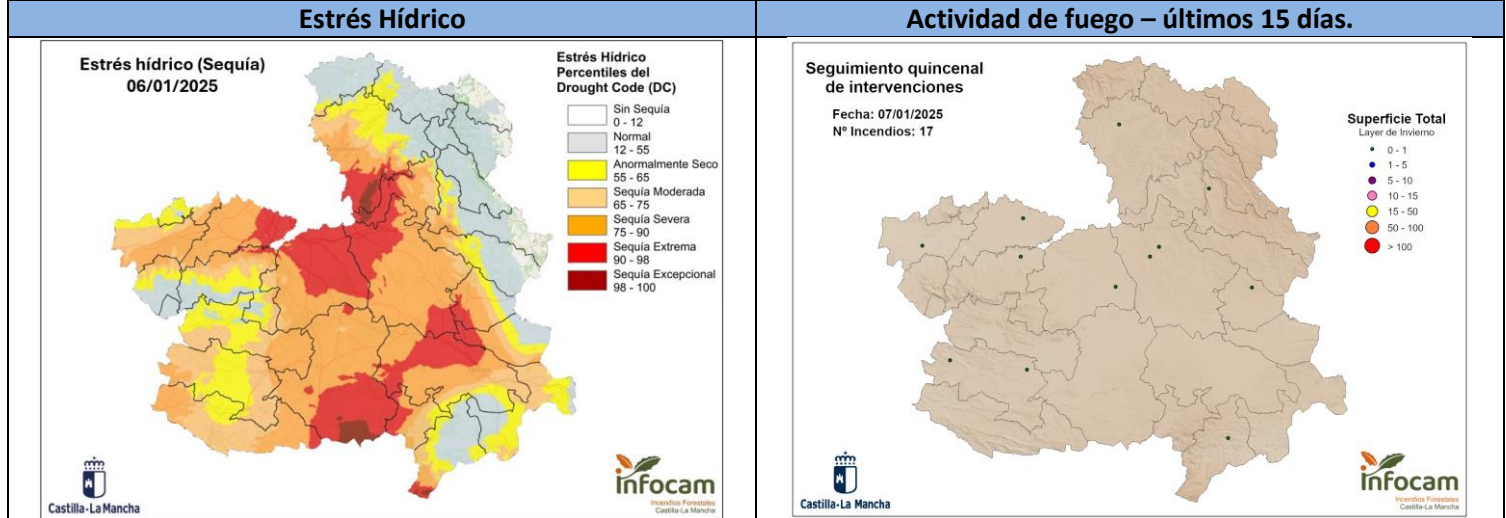 Estrés Hídrico
Actividad de fuego – últimos 15 días.
Estrés hídrico (Sequía)
06/01/2025
Estrés Hídrico
Percentiles del
Drought Code (DC)
Sin Sequía
0 - 12
Normal
12 - 55
Anormalmente Seco
55 - 65
Sequía Moderada
65 - 75
Sequía Severa
75 - 90
Sequía Extrema
90 - 98
Sequía Excepcional
98 - 100
Castilla-La Mancha
infocam
Incendios Forestales
Castilla-La Mancha
Seguimiento quincenal
de intervenciones
Fecha: 07/01/2025
Nº Incendios: 17
Superficie Total
Layer de Invierno
0 - 1
1 - 5
5 - 10
10 - 15
15 - 50
50 - 100
> 100
Castilla-La Mancha
infocam
Incendios Forestales
Castilla-La Mancha